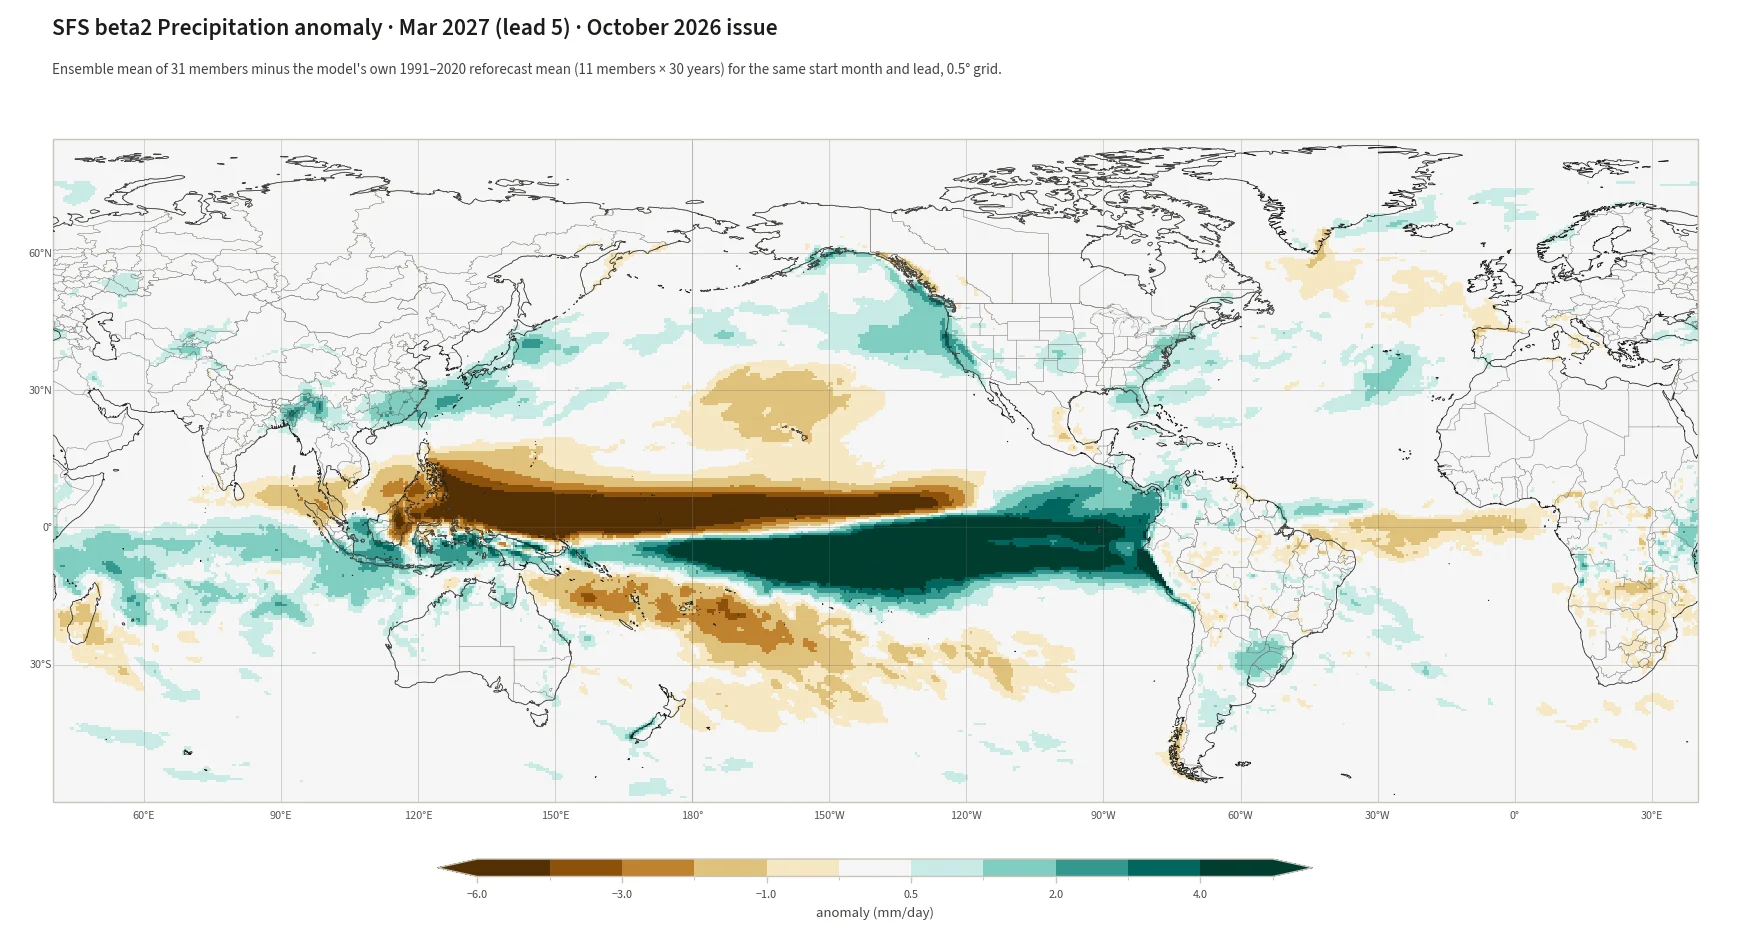 SFS beta2 Precipitation anomaly · Mar 2027 (lead 5) · October 2026 issue
Ensemble mean of 31 members minus the model's own 1991–2020 reforecast mean (11 members × 30 years) for the same start month and lead, 0.5° grid.
60°N
30°N
0°
30°S
60°E 90°E 120°E 150°E 180° 150°W 120°W 90°W 60°W 30°W 0° 30°E
−6.0 −3.0 −1.0 0.5 2.0 4.0
anomaly (mm/day)